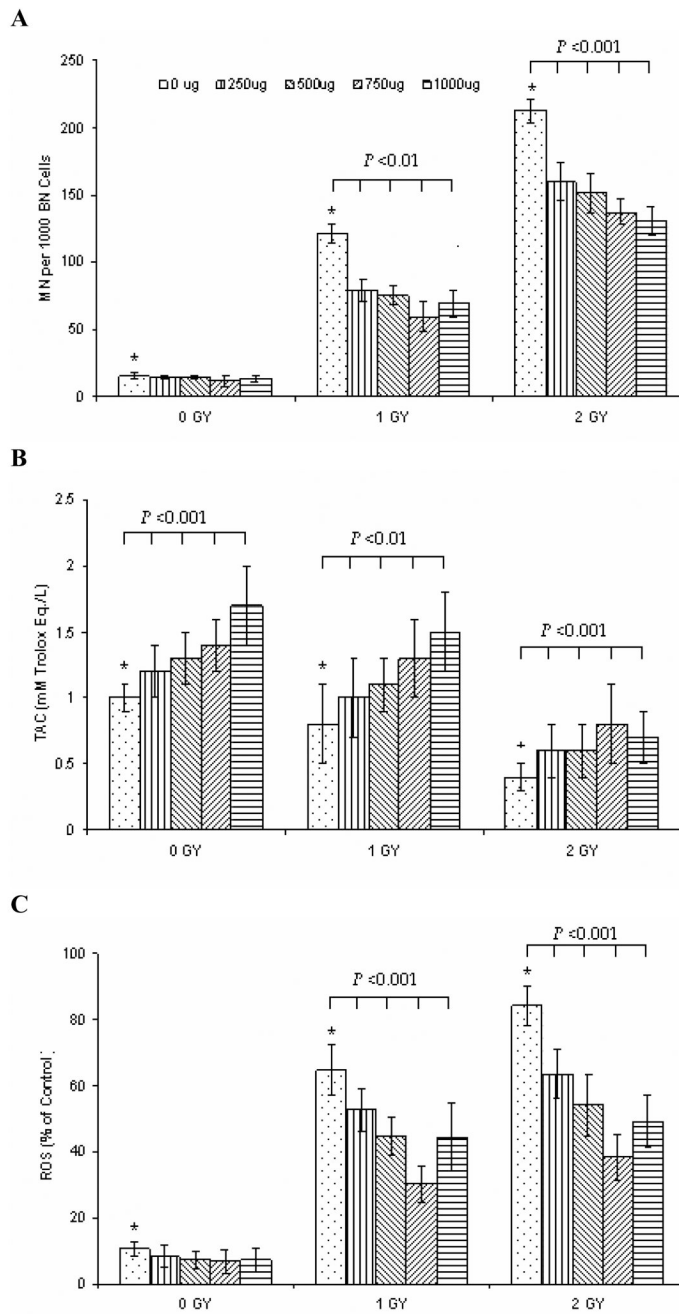 A
P <0.001
250
0 ug 250ug 500ug 750ug 1000ug
*
200
P <0.01
MN per 1000 BN Cells
*
150
100
50
*
0
0 GY 1 GY 2 GY
B
2.5
P <0.001
P <0.01
2
P <0.001
TAC (mM Trolox Eq./L)
1.5
*
*
1
*
0.5
0
0 GY 1 GY 2 GY
C
P <0.001
100
P <0.001
*
80
*
ROS (% of Control)
60
40
20
*
0
0 GY 1 GY 2 GY